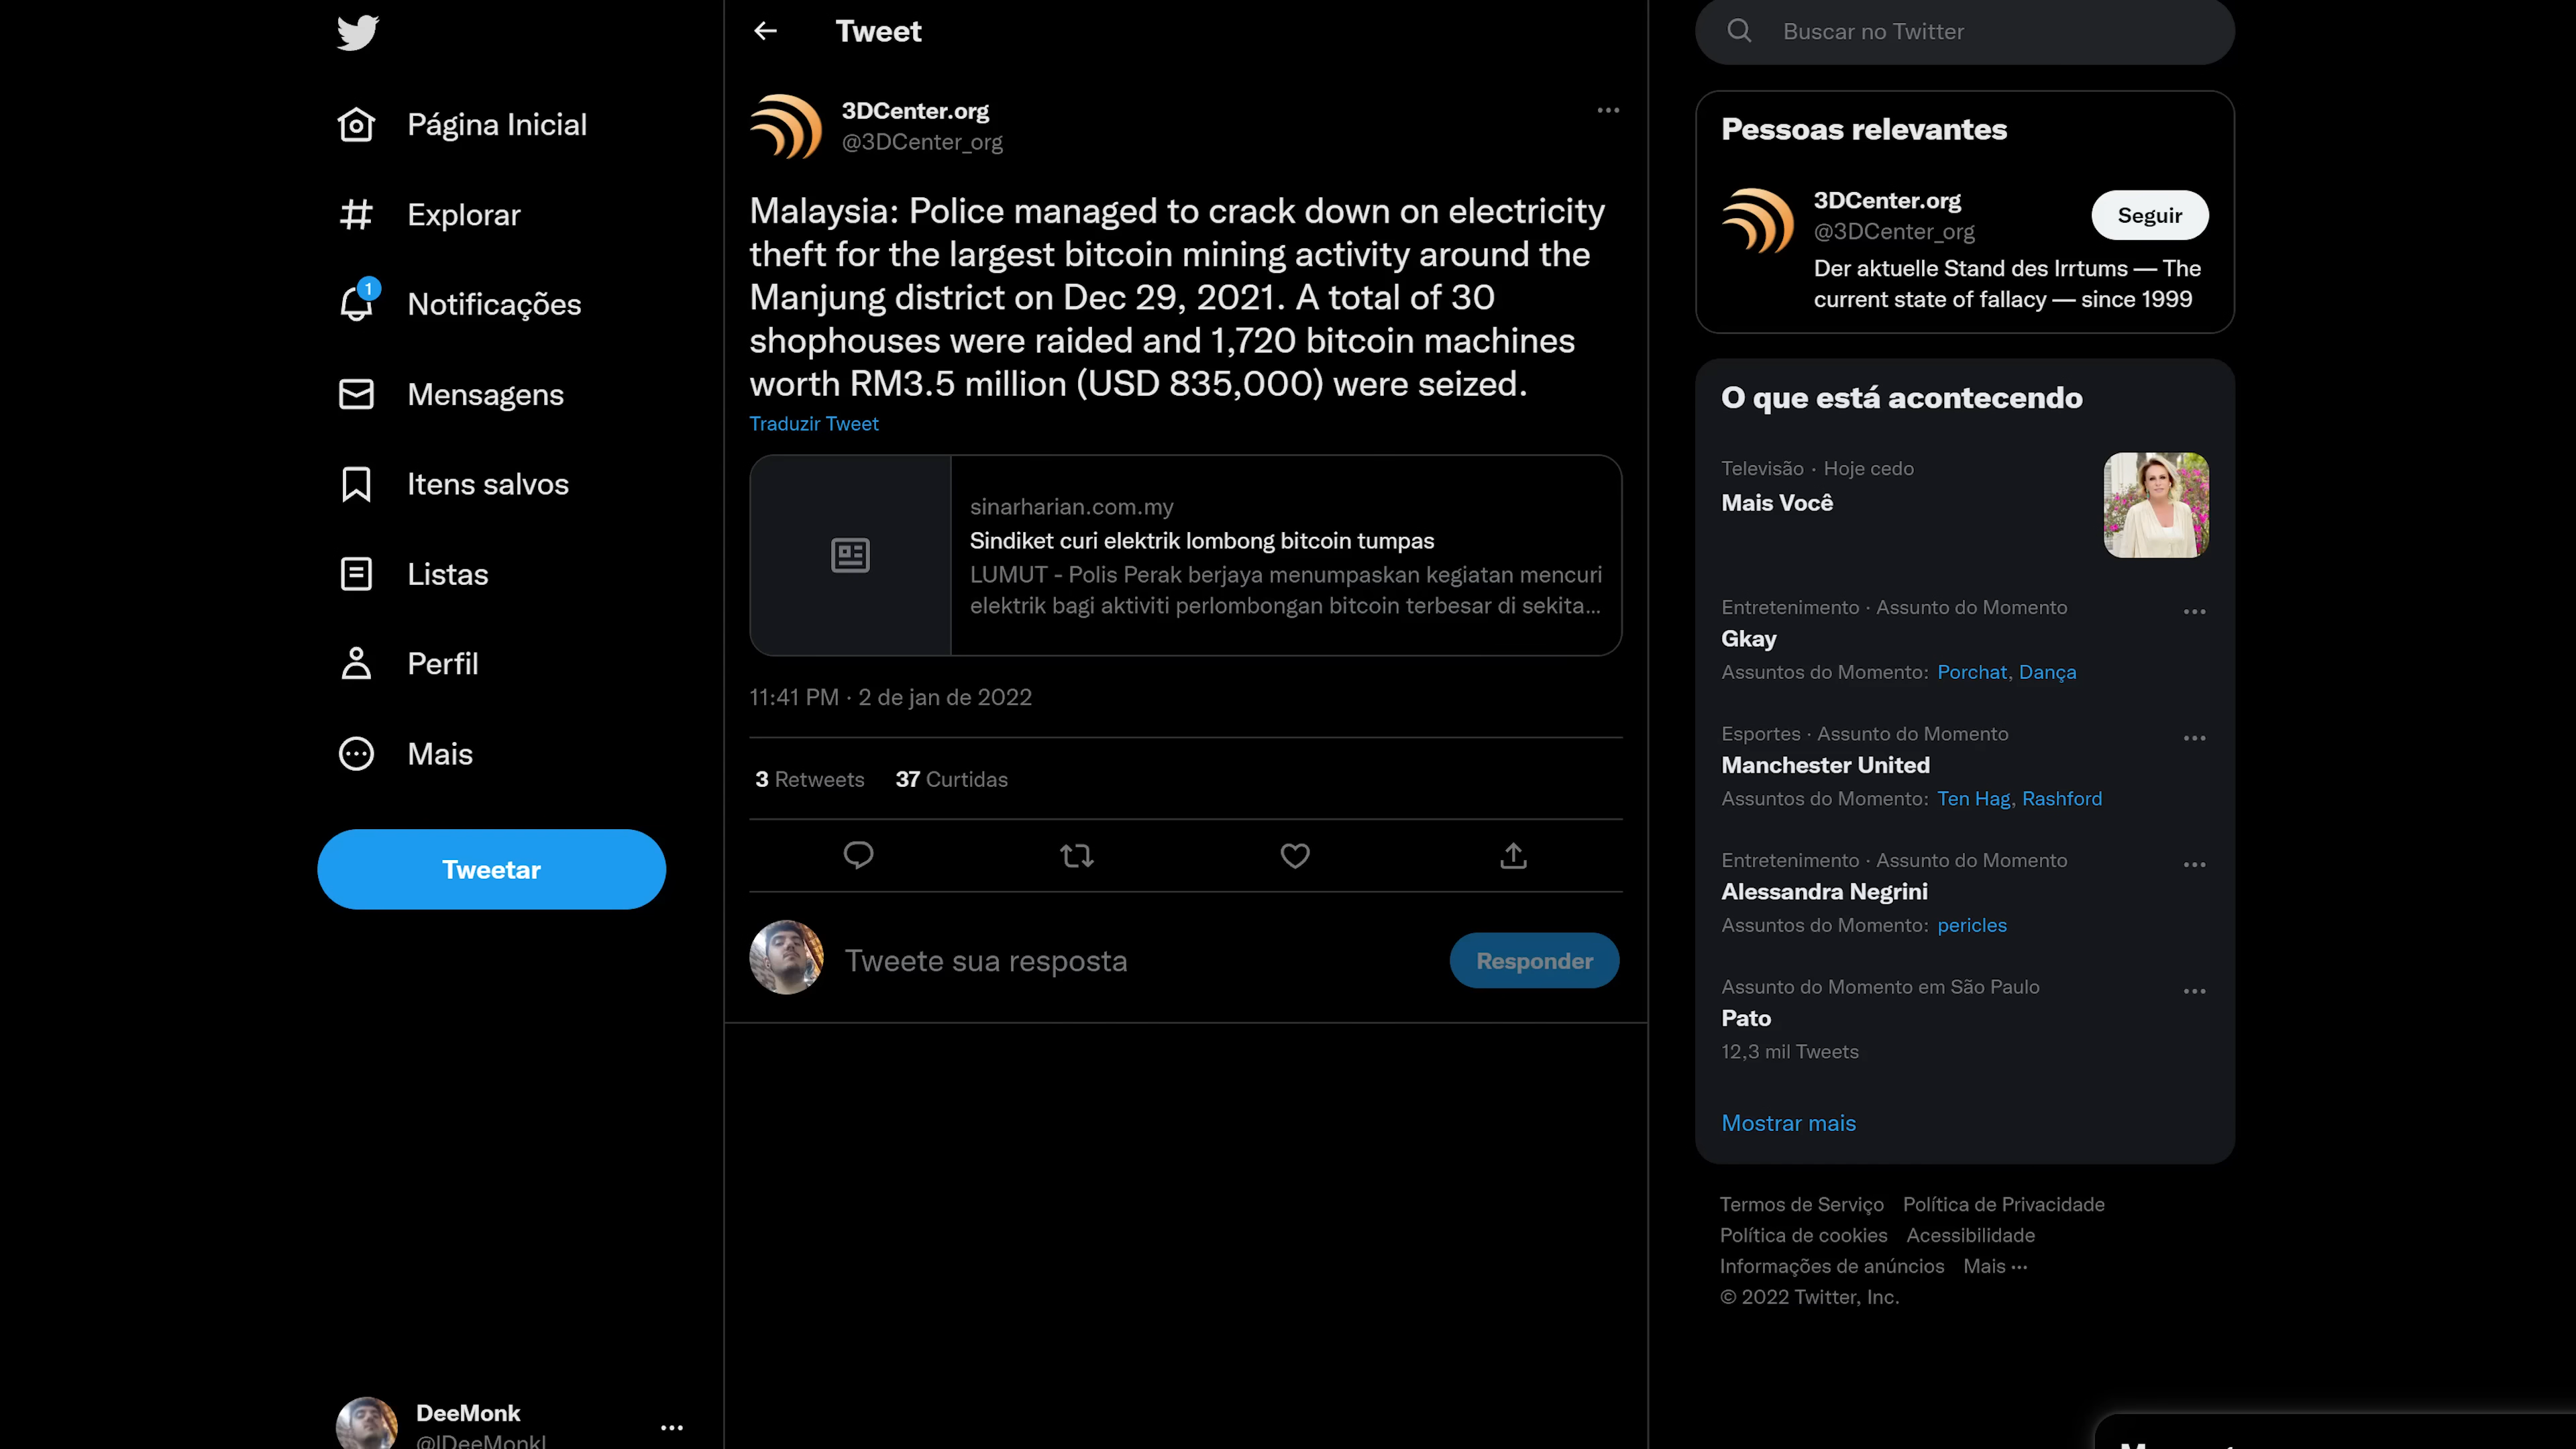 Página Inicial
Explorar
1
Notificações
Mensagens
Itens salvos
Listas
Perfil
Mais
Tweetar
DeeMonk
Tweet
3DCenter.org
@3DCenter_org
Malaysia: Police managed to crack down on electricity
theft for the largest bitcoin mining activity around the
Manjung district on Dec 29, 2021. A total of 30
shophouses were raided and 1,720 bitcoin machines
worth RM3.5 million (USD 835,000) were seized.
Traduzir Tweet
sinarharian.com.my
Sindiket curi elektrik lombong bitcoin tumpas
LUMUT - Polis Perak berjaya menumpaskan kegiatan mencuri
elektrik bagi aktiviti perlombongan bitcoin terbesar di sekita...
11:41 PM · 2 de jan de 2022
3 Retweets 37 Curtidas
Tweete sua resposta
Responder
Buscar no Twitter
Pessoas relevantes
3DCenter.org
@3DCenter_org
Seguir
Der aktuelle Stand des Irrtums — The
current state of fallacy — since 1999
O que está acontecendo
Televisão · Hoje cedo
Mais Você
Entretenimento · Assunto do Momento
Gkay
Assuntos do Momento: Porchat, Dança
Esportes · Assunto do Momento
Manchester United
Assuntos do Momento: Ten Hag, Rashford
Entretenimento · Assunto do Momento
Alessandra Negrini
Assuntos do Momento: pericles
Assunto do Momento em São Paulo
Pato
12,3 mil Tweets
Mostrar mais
Termos de Serviço Política de Privacidade
Política de cookies Acessibilidade
Informações de anúncios Mais ···
© 2022 Twitter, Inc.